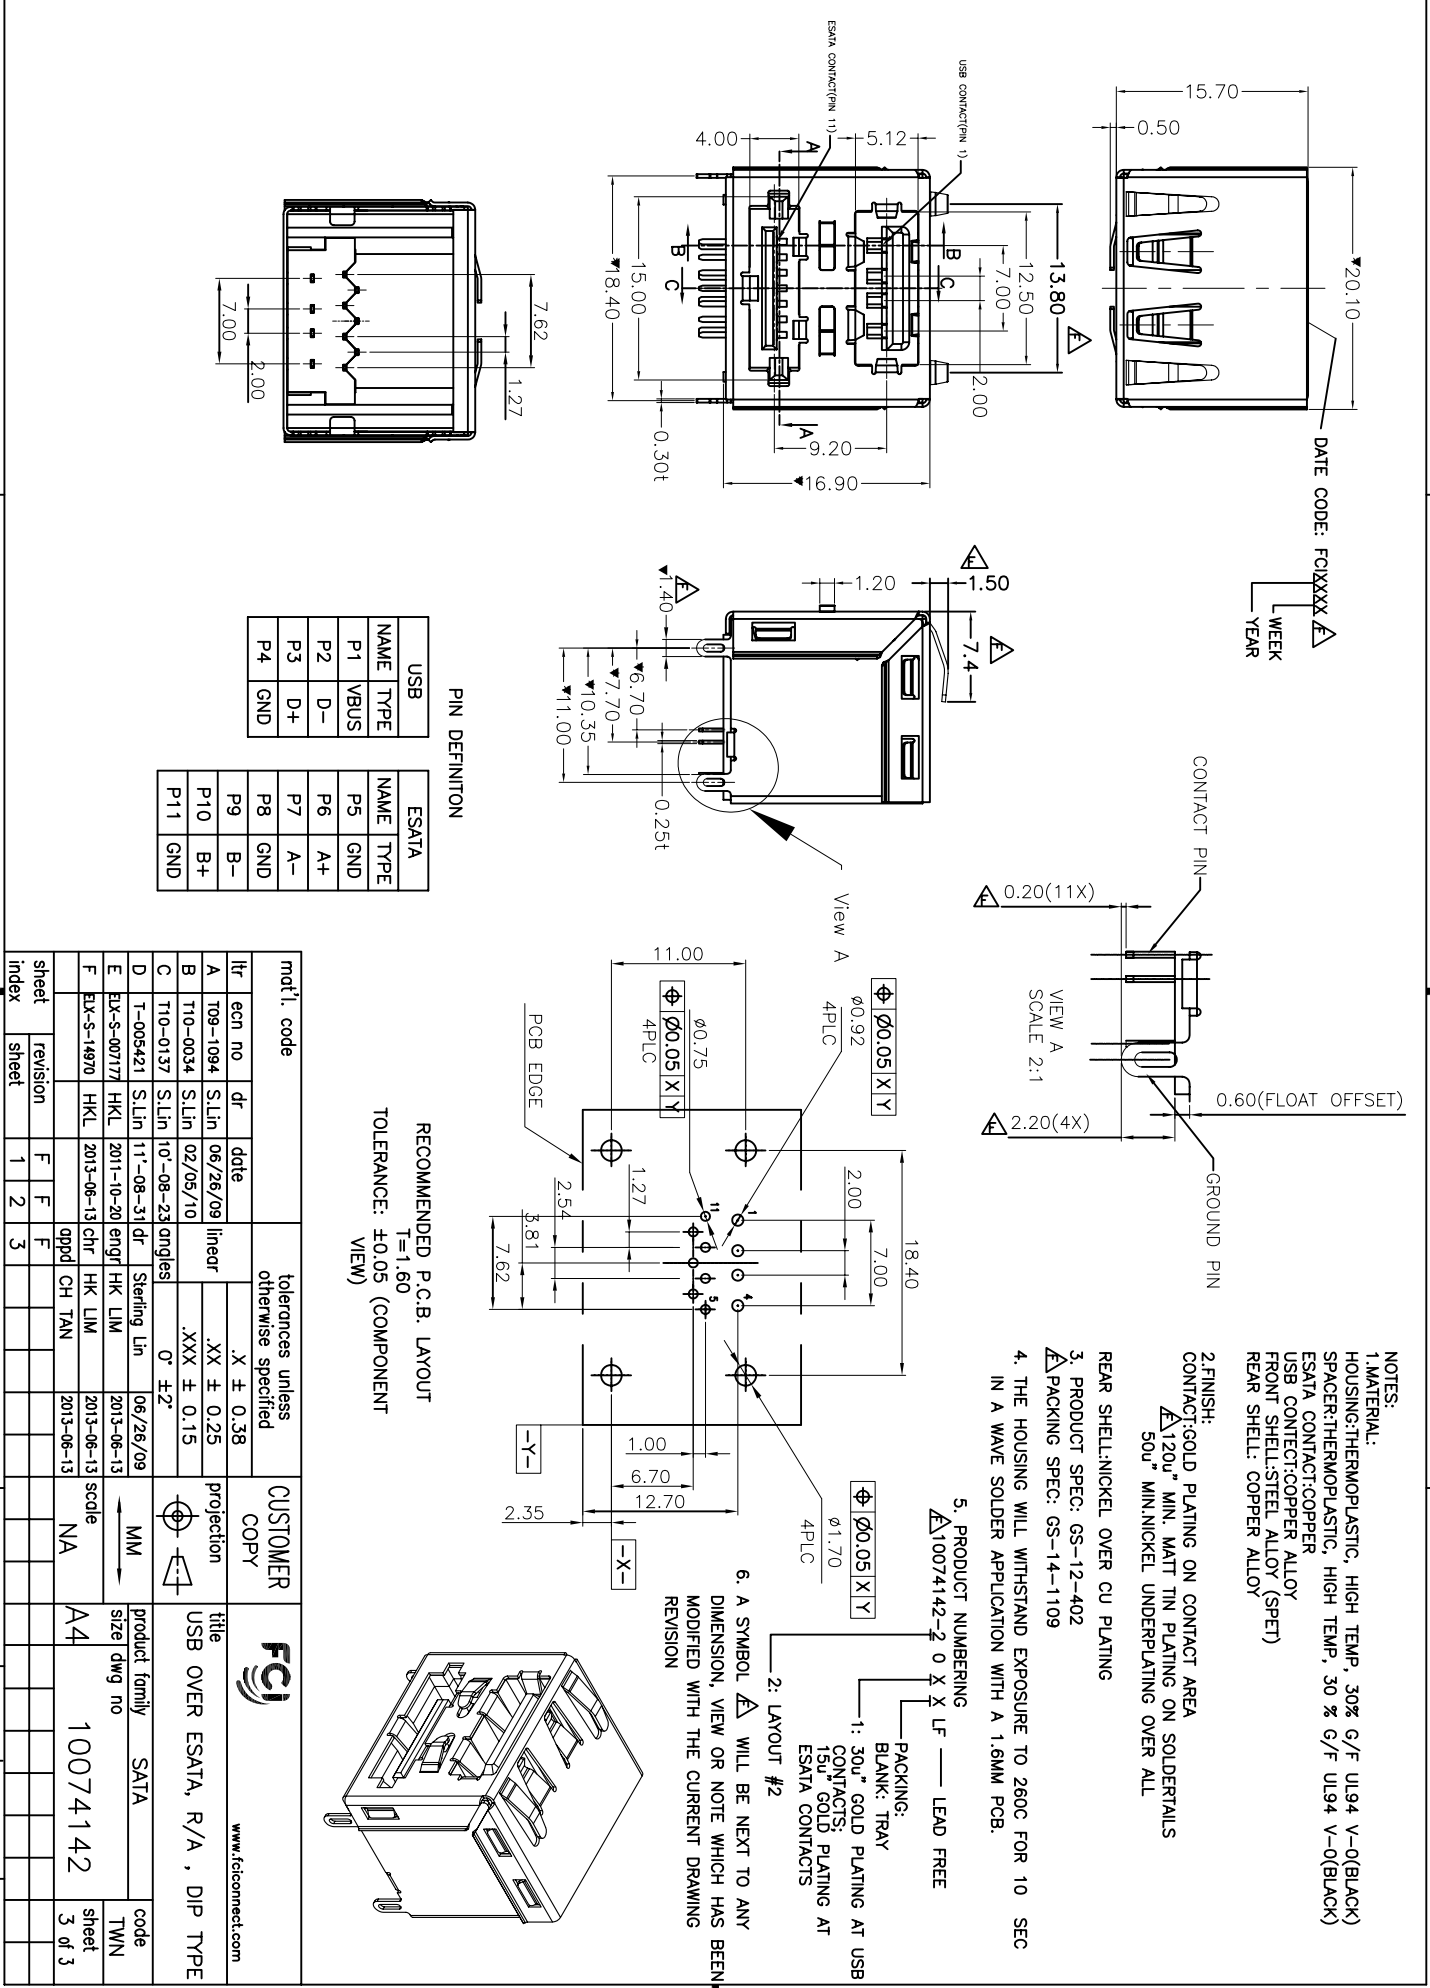 NOTES:
1.MATERIAL:
HOUSING:THERMOPLASTIC, HIGH TEMP, 30% G/F UL94 V-0(BLACK)
SPACER:THERMOPLASTIC, HIGH TEMP, 30 % G/F UL94 V-0(BLACK)
ESATA CONTACT:COPPER
USB CONTECT:COPPER ALLOY
FRONT SHELL:STEEL ALLOY (SPET)
REAR SHELL: COPPER ALLOY
2.FINISH:
CONTACT:GOLD PLATING ON CONTACT AREA
F 120u" MIN. MATT TIN PLATING ON SOLDERTAILS
50u" MIN.NICKEL UNDERPLATING OVER ALL
REAR SHELL:NICKEL OVER CU PLATING
3. PRODUCT SPEC: GS-12-402
F PACKING SPEC: GS-14-1109
4. THE HOUSING WILL WITHSTAND EXPOSURE TO 260C FOR 10 SEC
IN A WAVE SOLDER APPLICATION WITH A 1.6MM PCB.
5. PRODUCT NUMBERING
F 10074142-2 0 X X LF — LEAD FREE
PACKING:
BLANK: TRAY
1: 30u" GOLD PLATING AT USB
CONTACTS;
15u" GOLD PLATING AT
ESATA CONTACTS
2: LAYOUT #2
6. A SYMBOL F WILL BE NEXT TO ANY
DIMENSION, VIEW OR NOTE WHICH HAS BEEN
MODIFIED WITH THE CURRENT DRAWING
REVISION
15.70
0.50
20.10
DATE CODE: FCIXXXX F
WEEK
YEAR
USB CONTACT(PIN 1)
ESATA CONTACT(PIN 11)
5.12
4.00
A
A
B
B
C
C
13.80 F
12.50
7.00
2.00
15.00
18.40
9.20
16.90
0.30t
7.62
1.27
7.00
2.00
F 1.50
1.20
7.4 F
F 1.40
6.70
7.70
10.35
11.00
0.25t
View A
CONTACT PIN
F 0.20(11X)
VIEW A
SCALE 2:1
0.60(FLOAT OFFSET)
F 2.20(4X)
GROUND PIN
PIN DEFINITON
USB
NAME TYPE
P1 VBUS
P2 D-
P3 D+
P4 GND
ESATA
NAME TYPE
P5 GND
P6 A+
P7 A-
P8 GND
P9 B-
P10 B+
P11 GND
11.00
⌖ Ø0.05 X Y
ø0.92
4PLC
⌖ Ø0.05 X Y
ø0.75
4PLC
PCB EDGE
2.00
7.00
18.40
1
4
11
5
1.27
2.54
3.81
7.62
1.00
6.70
12.70
2.35
-Y-
-X-
⌖ Ø0.05 X Y
ø1.70
4PLC
RECOMMENDED P.C.B. LAYOUT
T=1.60
TOLERANCE: ±0.05 (COMPONENT
VIEW)
mat'l. code
ltr ecn no dr date
A T09-1094 S.Lin 06/26/09
B T10-0034 S.Lin 02/05/10
C T10-0137 S.Lin 10'-08-23
D T-005421 S.Lin 11'-08-31
E ELX-S-007177 HKL 2011-10-20
F ELX-S-14970 HKL 2013-06-13
tolerances unless
otherwise specified
linear
.X ± 0.38
.XX ± 0.25
.XXX ± 0.15
angles 0° ±2°
dr Sterling Lin 06/26/09
engr HK LIM 2013-06-13
chr HK LIM 2013-06-13
appd CH TAN 2013-06-13
CUSTOMER
COPY
projection
MM
scale
NA
FCI
www.fciconnect.com
title
USB OVER ESATA, R/A , DIP TYPE
product family SATA
code
TWN
size dwg no
A4 10074142
sheet
3 of 3
sheet
index
revision F F F
sheet 1 2 3